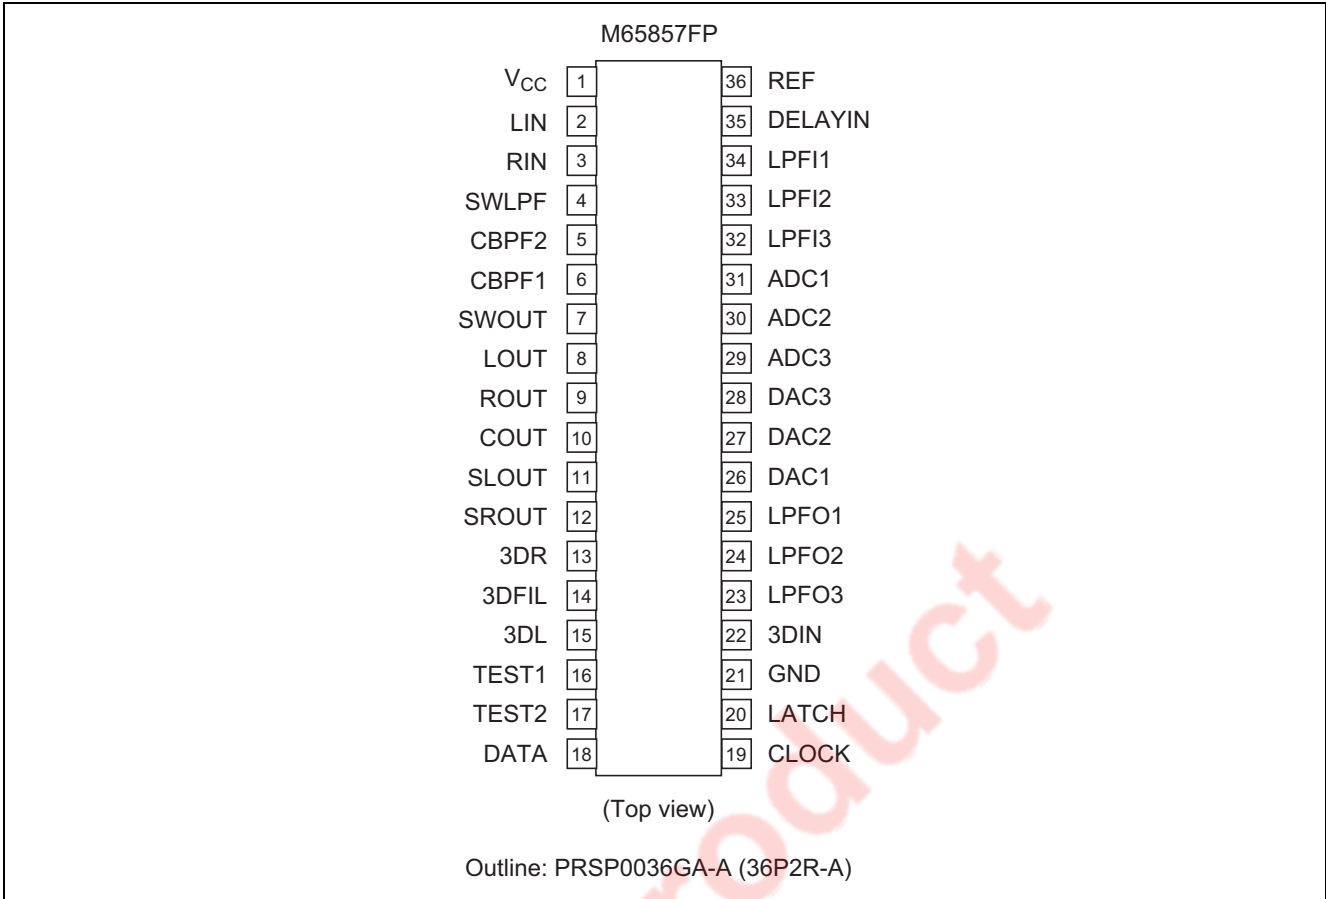 M65857FP
VCC 1 36 REF
LIN 2 35 DELAYIN
RIN 3 34 LPFI1
SWLPF 4 33 LPFI2
CBPF2 5 32 LPFI3
CBPF1 6 31 ADC1
SWOUT 7 30 ADC2
LOUT 8 29 ADC3
ROUT 9 28 DAC3
COUT 10 27 DAC2
SLOUT 11 26 DAC1
SROUT 12 25 LPFO1
3DR 13 24 LPFO2
3DFIL 14 23 LPFO3
3DL 15 22 3DIN
TEST1 16 21 GND
TEST2 17 20 LATCH
DATA 18 19 CLOCK
(Top view)
Outline: PRSP0036GA-A (36P2R-A)
roduct